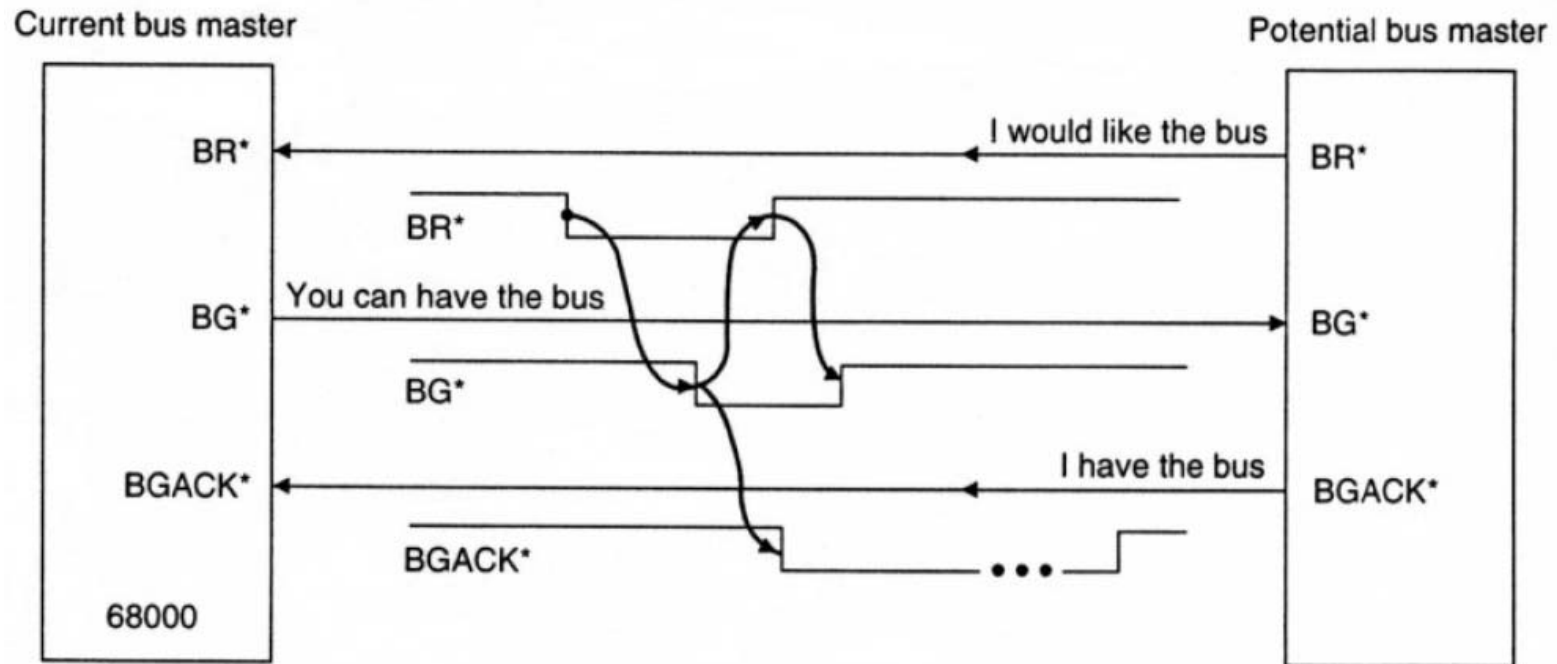 Current bus master
Potential bus master
I would like the bus
BR*
BR*
BR*
You can have the bus
BG*
BG*
BG*
I have the bus
BGACK*
BGACK*
BGACK*
68000